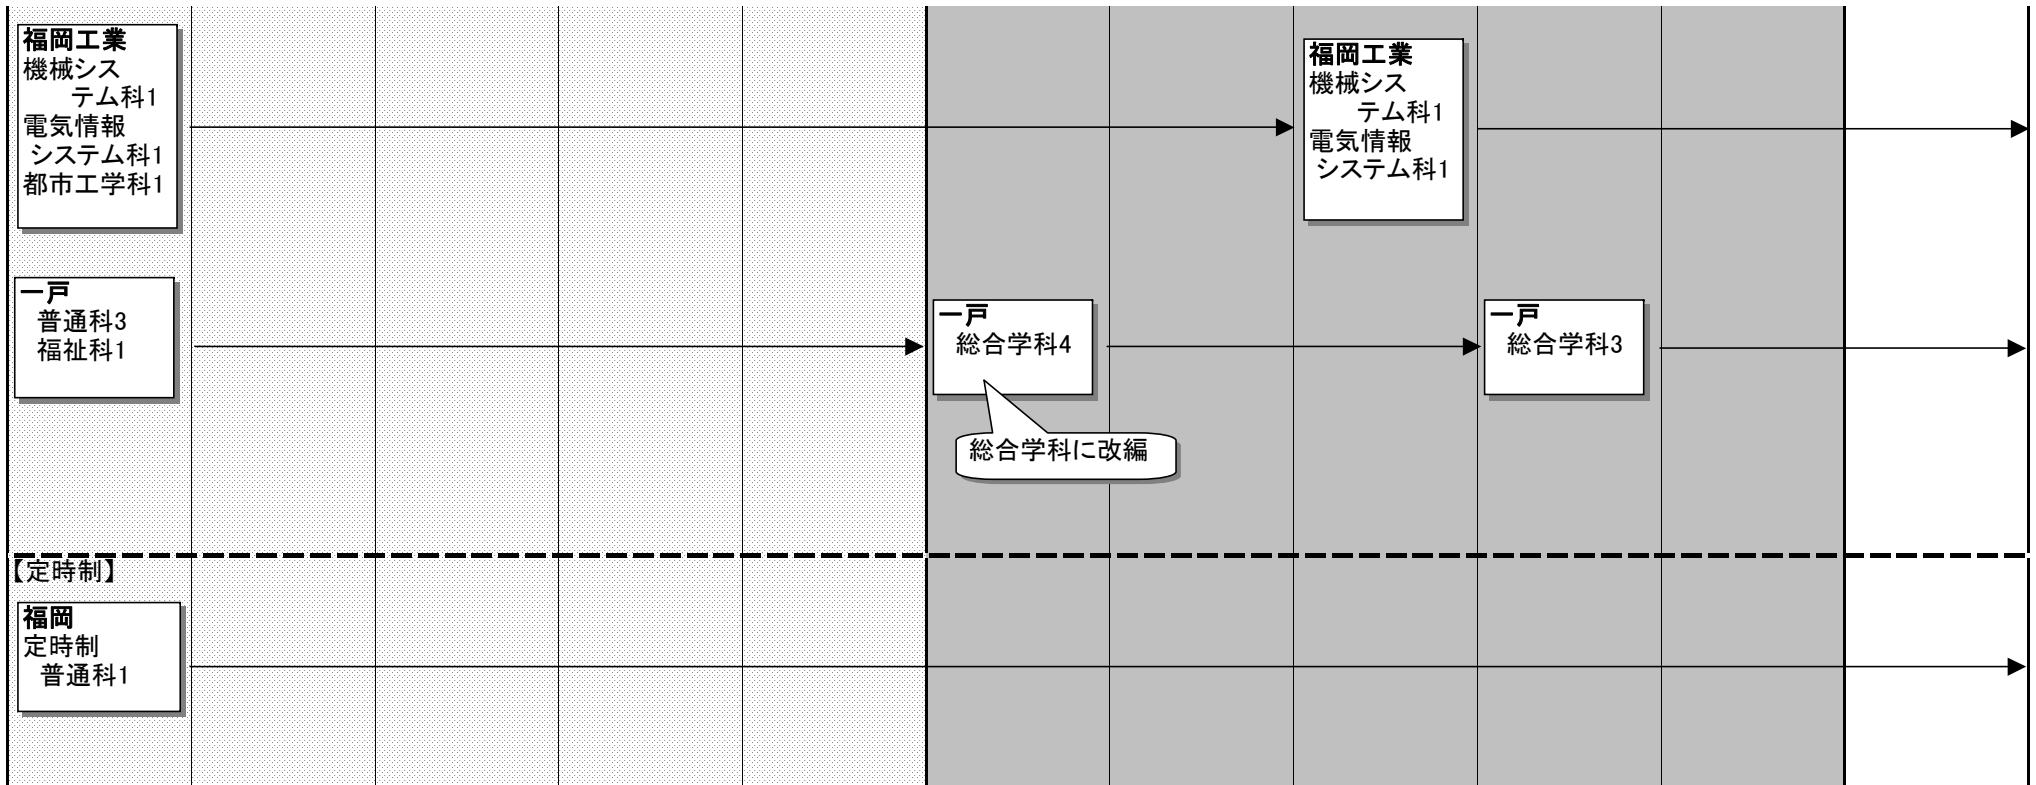 福岡工業
機械シス
テム科1
電気情報
システム科1
都市工学科1
福岡工業
機械シス
テム科1
電気情報
システム科1
一戸
普通科3
福祉科1
一戸
総合学科4
総合学科に改編
一戸
総合学科3
【定時制】
福岡
定時制
普通科1